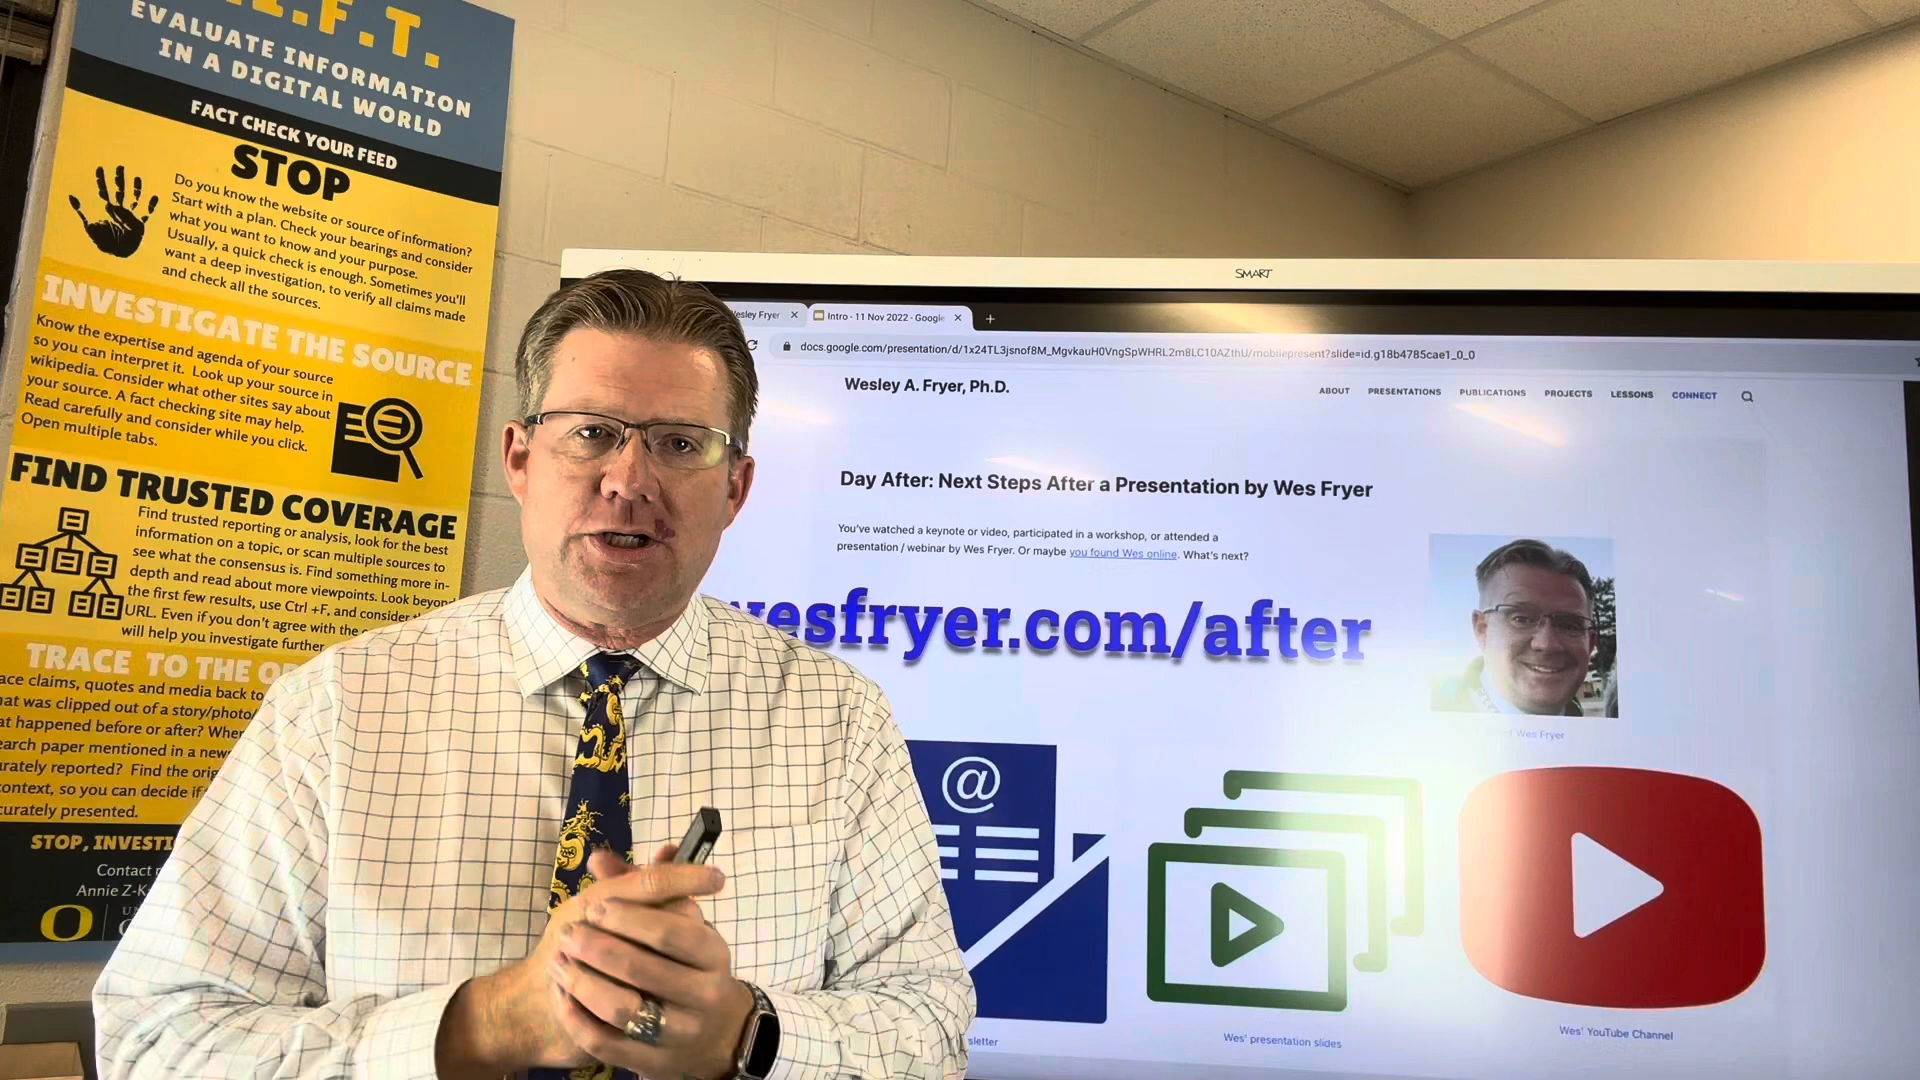 I.F.T.
EVALUATE INFORMATION
IN A DIGITAL WORLD
FACT CHECK YOUR FEED
STOP
Do you know the website or source of information?
Start with a plan. Check your bearings and consider
what you want to know and your purpose.
Usually, a quick check is enough. Sometimes you'll
want a deep investigation, to verify all claims made
and check all the sources.
INVESTIGATE THE SOURCE
Know the expertise and agenda of your source
so you can interpret it. Look up your source in
wikipedia. Consider what other sites say about
your source. A fact checking site may help.
Read carefully and consider while you click.
Open multiple tabs.
FIND TRUSTED COVERAGE
Find trusted reporting or analysis, look for the best
information on a topic, or scan multiple sources to
see what the consensus is. Find something more in-
depth and read about more viewpoints. Look beyond
the first few results, use Ctrl +F, and consider
URL. Even if you don't agree with the
will help you investigate further
TRACE TO THE
claims, quotes and media back to
was clipped out of a story/photo/
happened before or after?
paper mentioned in a
reported? Find the
context, so you can decide if
presented.
STOP,
Contact
Annie
O
SMART
Wesley Fryer
Intro - 11 Nov 2022 - Google
docs.google.com/presentation/d/1x24TL3jsnof8M_MgvkauH0VngSpWHRL2m8LC10AZthU/mobilepresent?slide=id.g18b4785cae1_0_0
Wesley A. Fryer, Ph.D.
ABOUT PRESENTATIONS PUBLICATIONS PROJECTS LESSONS CONNECT
Day After: Next Steps After a Presentation by Wes Fryer
You've watched a keynote or video, participated in a workshop, or attended a
presentation / webinar by Wes Fryer. Or maybe you found Wes online. What's next?
wesfryer.com/after
Wes Fryer
@
Wes' presentation slides
Wes' YouTube Channel